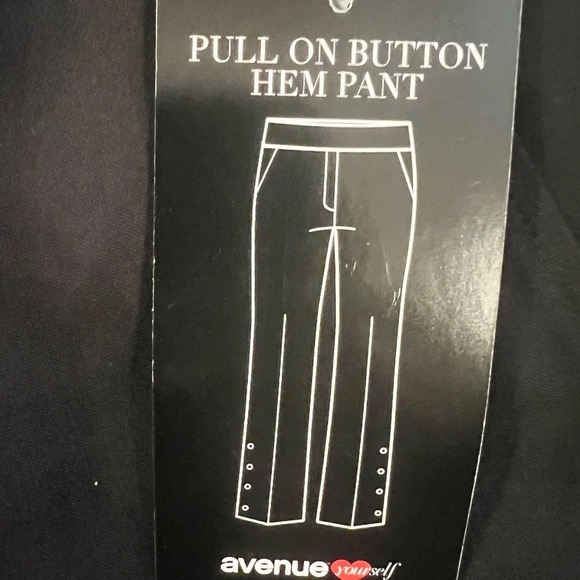 PULL ON BUTTON
HEM PANT
avenue yourself